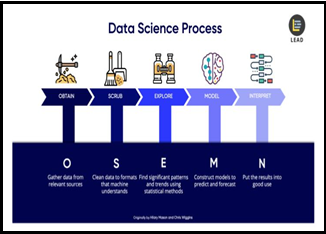 Data Science Process
LEAD
OBTAIN
SCRUB
EXPLORE
MODEL
INTERPRET
O
S
E
M
N
Gather data from
relevant sources
Clean data to formats
that machine
understands
Find significant patterns
and trends using
statistical methods
Construct models to
predict and forecast
Put the results into
good use
Originally by Hilary Mason and Chris Wiggins